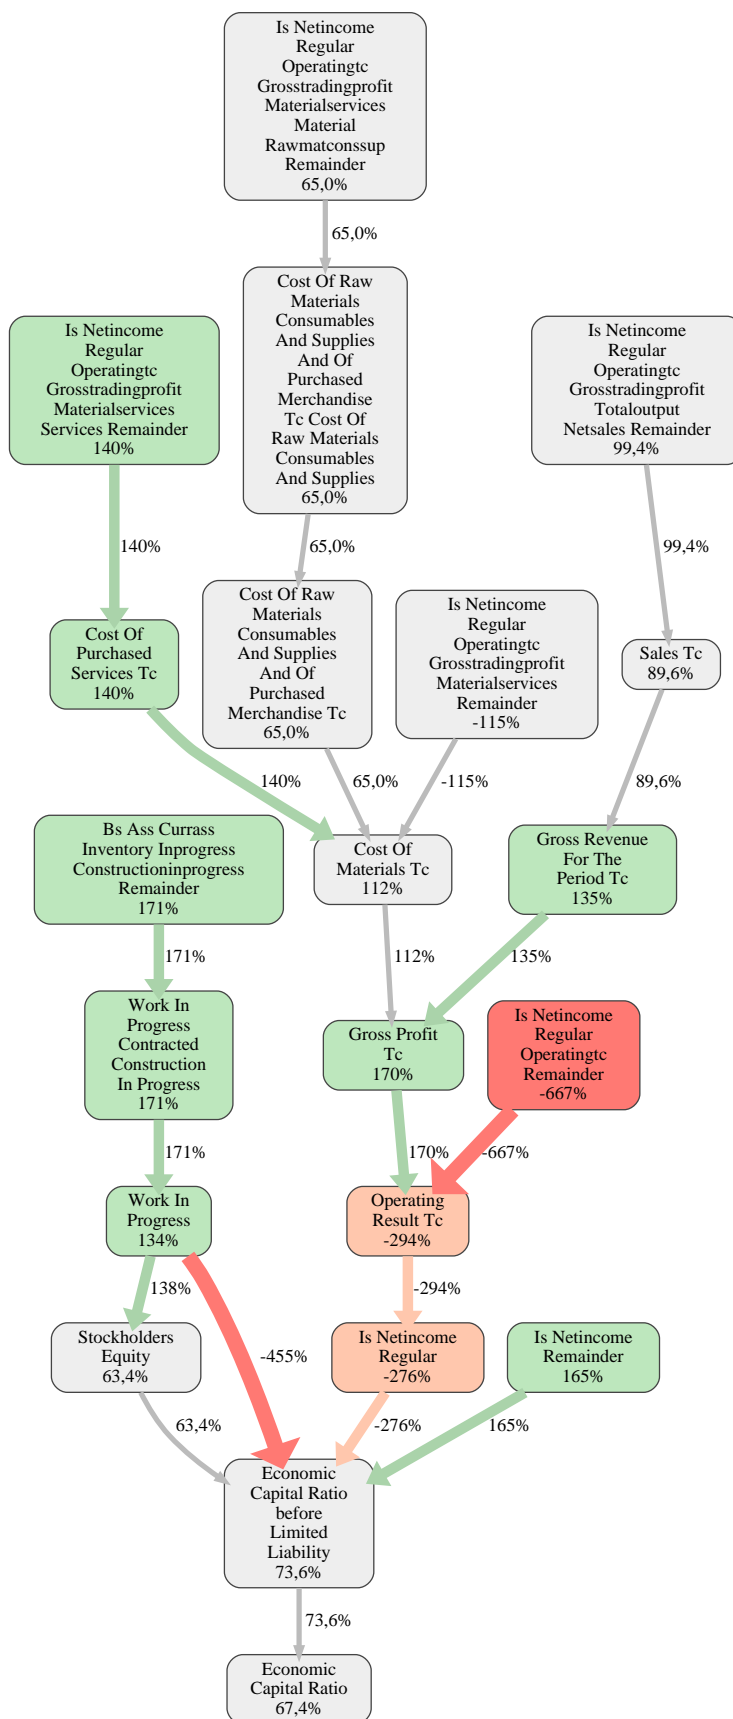 Is Netincome
Regular
Operatingtc
Grosstradingprofit
Materialservices
Material
Rawmatconssup
Remainder
65,0%
65,0%
Cost Of Raw
Materials
Consumables
And Supplies
And Of
Purchased
Merchandise
Tc Cost Of
Raw Materials
Consumables
And Supplies
65,0%
Is Netincome
Regular
Operatingtc
Grosstradingprofit
Materialservices
Services Remainder
140%
Is Netincome
Regular
Operatingtc
Grosstradingprofit
Totaloutput
Netsales Remainder
99,4%
140%
65,0%
99,4%
Cost Of
Purchased
Services Tc
140%
Cost Of Raw
Materials
Consumables
And Supplies
And Of
Purchased
Merchandise Tc
65,0%
Is Netincome
Regular
Operatingtc
Grosstradingprofit
Materialservices
Remainder
-115%
Sales Tc
89,6%
140%
65,0%
-115%
89,6%
Bs Ass Currass
Inventory Inprogress
Constructioninprogress
Remainder
171%
Cost Of
Materials Tc
112%
Gross Revenue
For The
Period Tc
135%
171%
112%
135%
Work In
Progress
Contracted
Construction
In Progress
171%
Gross Profit
Tc
170%
Is Netincome
Regular
Operatingtc
Remainder
-667%
171%
170%
-667%
Work In
Progress
134%
Operating
Result Tc
-294%
138%
-455%
-294%
Stockholders
Equity
63,4%
Is Netincome
Regular
-276%
Is Netincome
Remainder
165%
63,4%
-276%
165%
Economic
Capital Ratio
before
Limited
Liability
73,6%
73,6%
Economic
Capital Ratio
67,4%